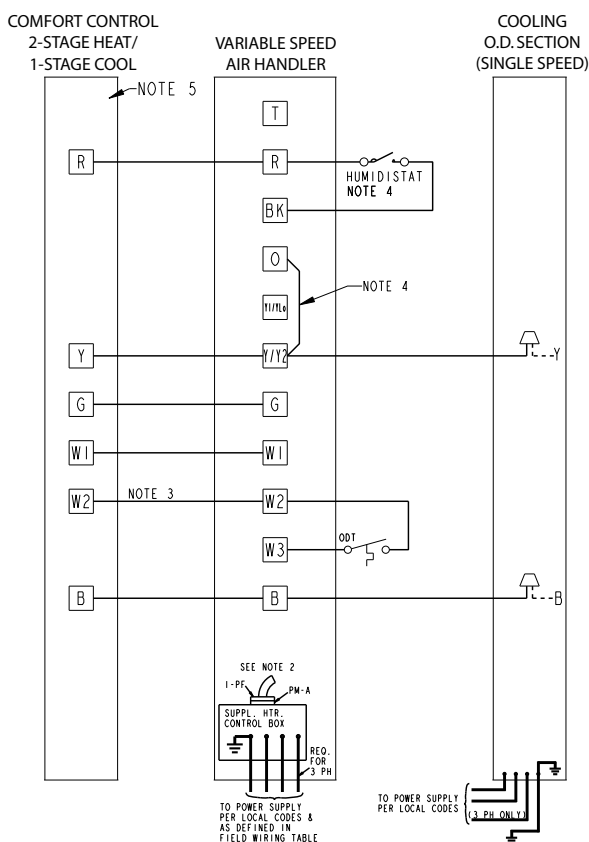 COMFORT CONTROL
2-STAGE HEAT/
1-STAGE COOL
VARIABLE SPEED
AIR HANDLER
COOLING
O.D. SECTION
(SINGLE SPEED)
NOTE 5
T
R
R
HUMIDISTAT
NOTE 4
BK
O
NOTE 4
Y1/YLo
Y
Y/Y2
Y
G
G
W1
W1
W2
NOTE 3
W2
W3
ODT
B
B
B
SEE NOTE 2
1-PF
PM-A
SUPPL. HTR.
CONTROL BOX
REQ.
FOR
3 PH
TO POWER SUPPLY
PER LOCAL CODES &
AS DEFINED IN
FIELD WIRING TABLE
TO POWER SUPPLY
PER LOCAL CODES
(3 PH ONLY)